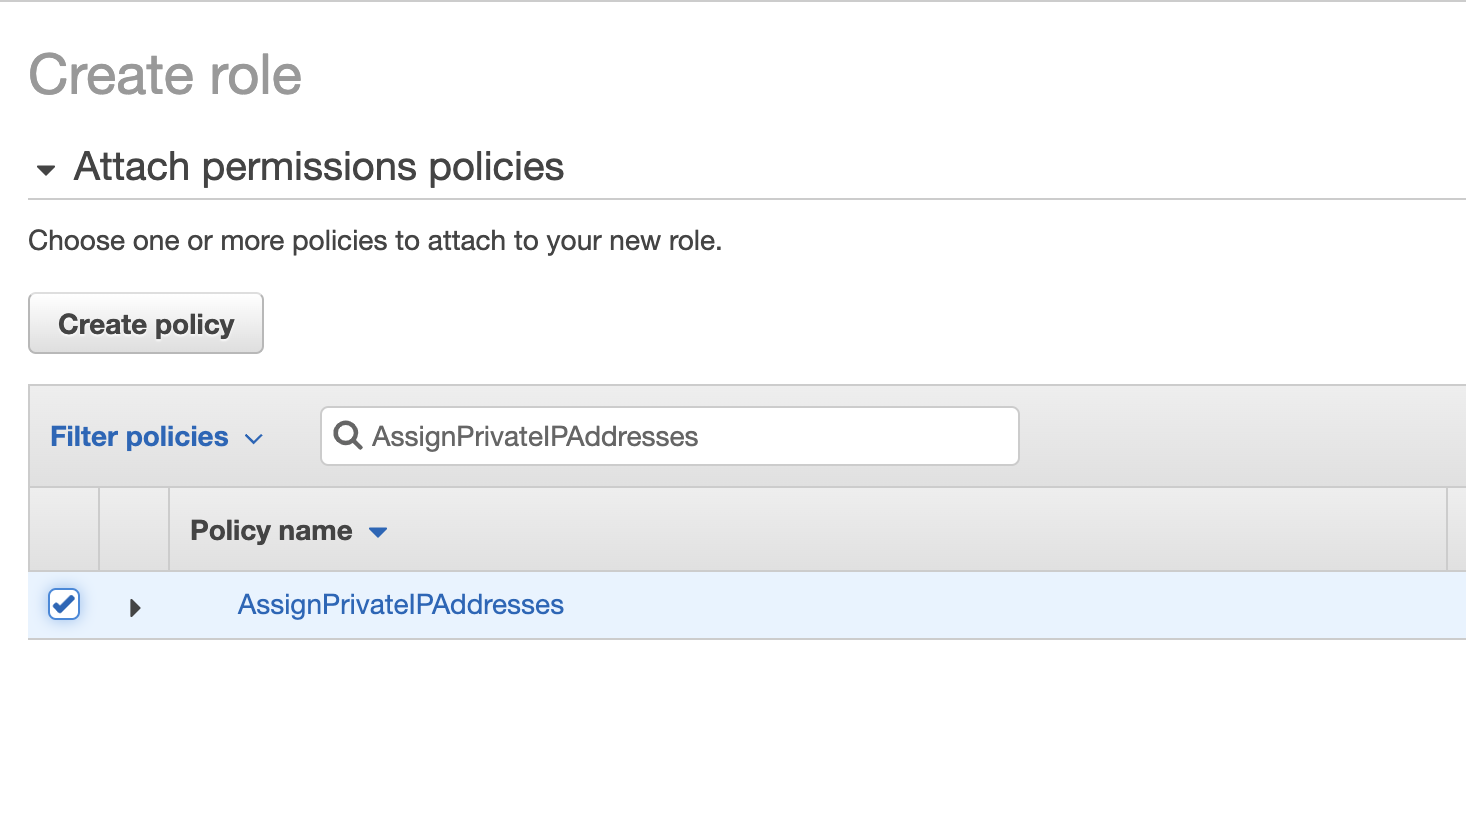 Create role
Attach permissions policies
Choose one or more policies to attach to your new role.
Create policy
Filter policies
AssignPrivateIPAddresses
Policy name
AssignPrivateIPAddresses